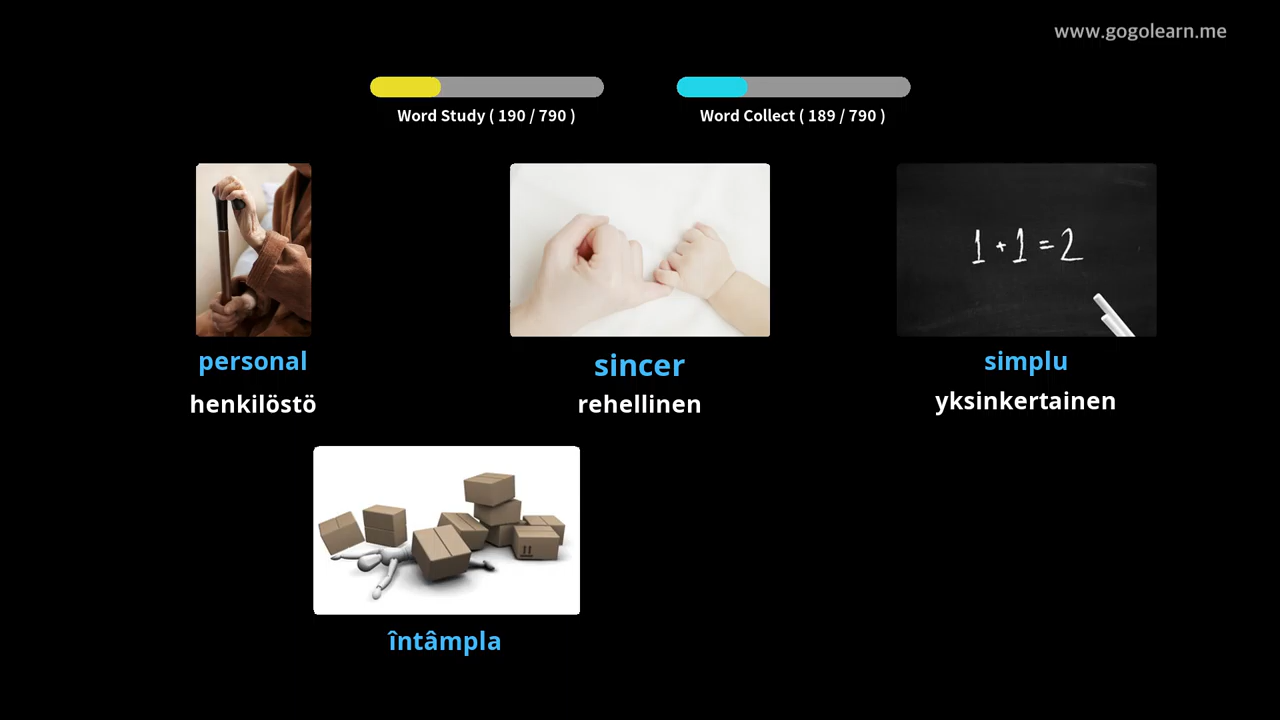 www.gogolearn.me
Word Study ( 190 / 790 )
Word Collect ( 189 / 790 )
1 + 1 = 2
personal
sincer
simplu
henkilöstö
rehellinen
yksinkertainen
întâmpla